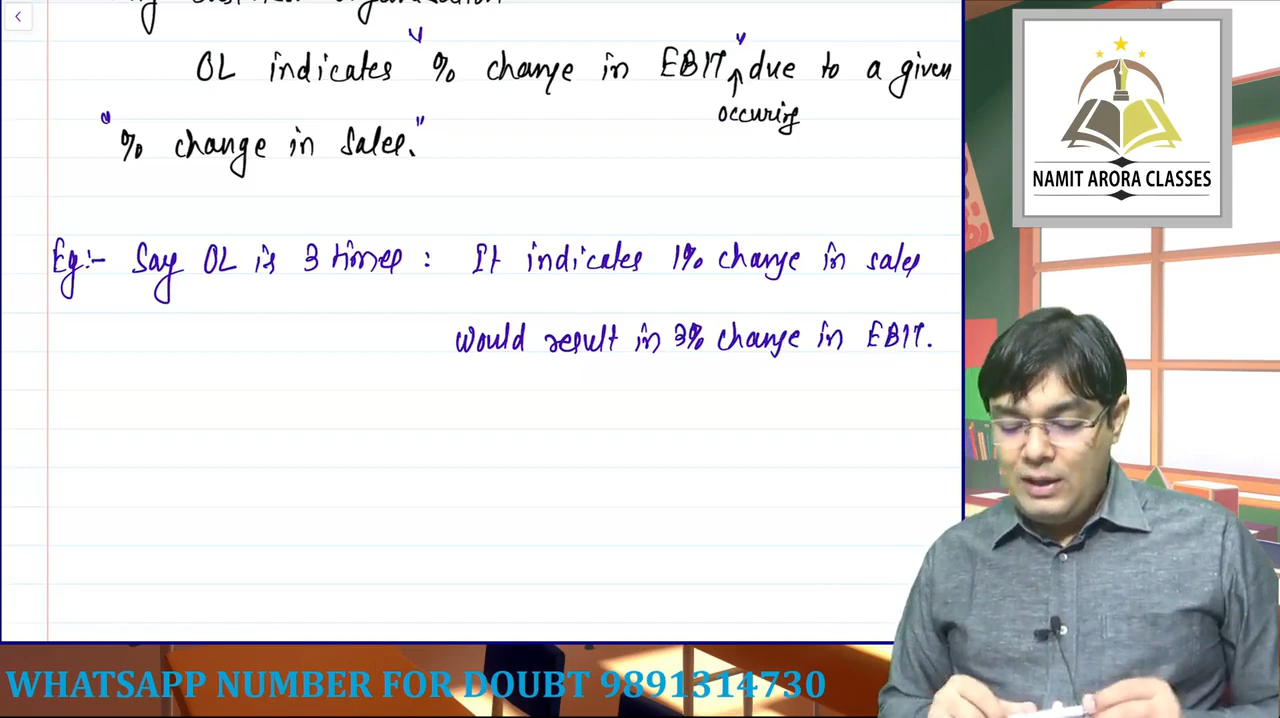 OL indicates "% change in EBIT" due to a given
occuring
"% change in Sales."
Eg:- Say OL is 3 times : It indicates 1% change in sales
would result in 3% change in EBIT.
NAMIT ARORA CLASSES
WHATSAPP NUMBER FOR DOUBT 9891314730